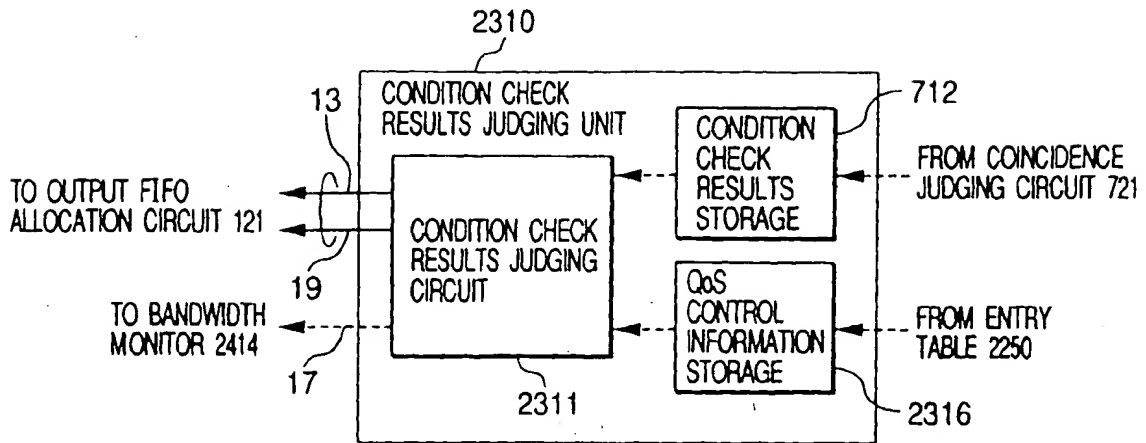 2310
13
CONDITION CHECK
RESULTS JUDGING UNIT
712
CONDITION
CHECK
RESULTS
STORAGE
FROM COINCIDENCE
JUDGING CIRCUIT 721
TO OUTPUT FIFO
ALLOCATION CIRCUIT 121
CONDITION CHECK
RESULTS JUDGING
CIRCUIT
19
TO BANDWIDTH
MONITOR 2414
17
QoS
CONTROL
INFORMATION
STORAGE
FROM ENTRY
TABLE 2250
2311
2316